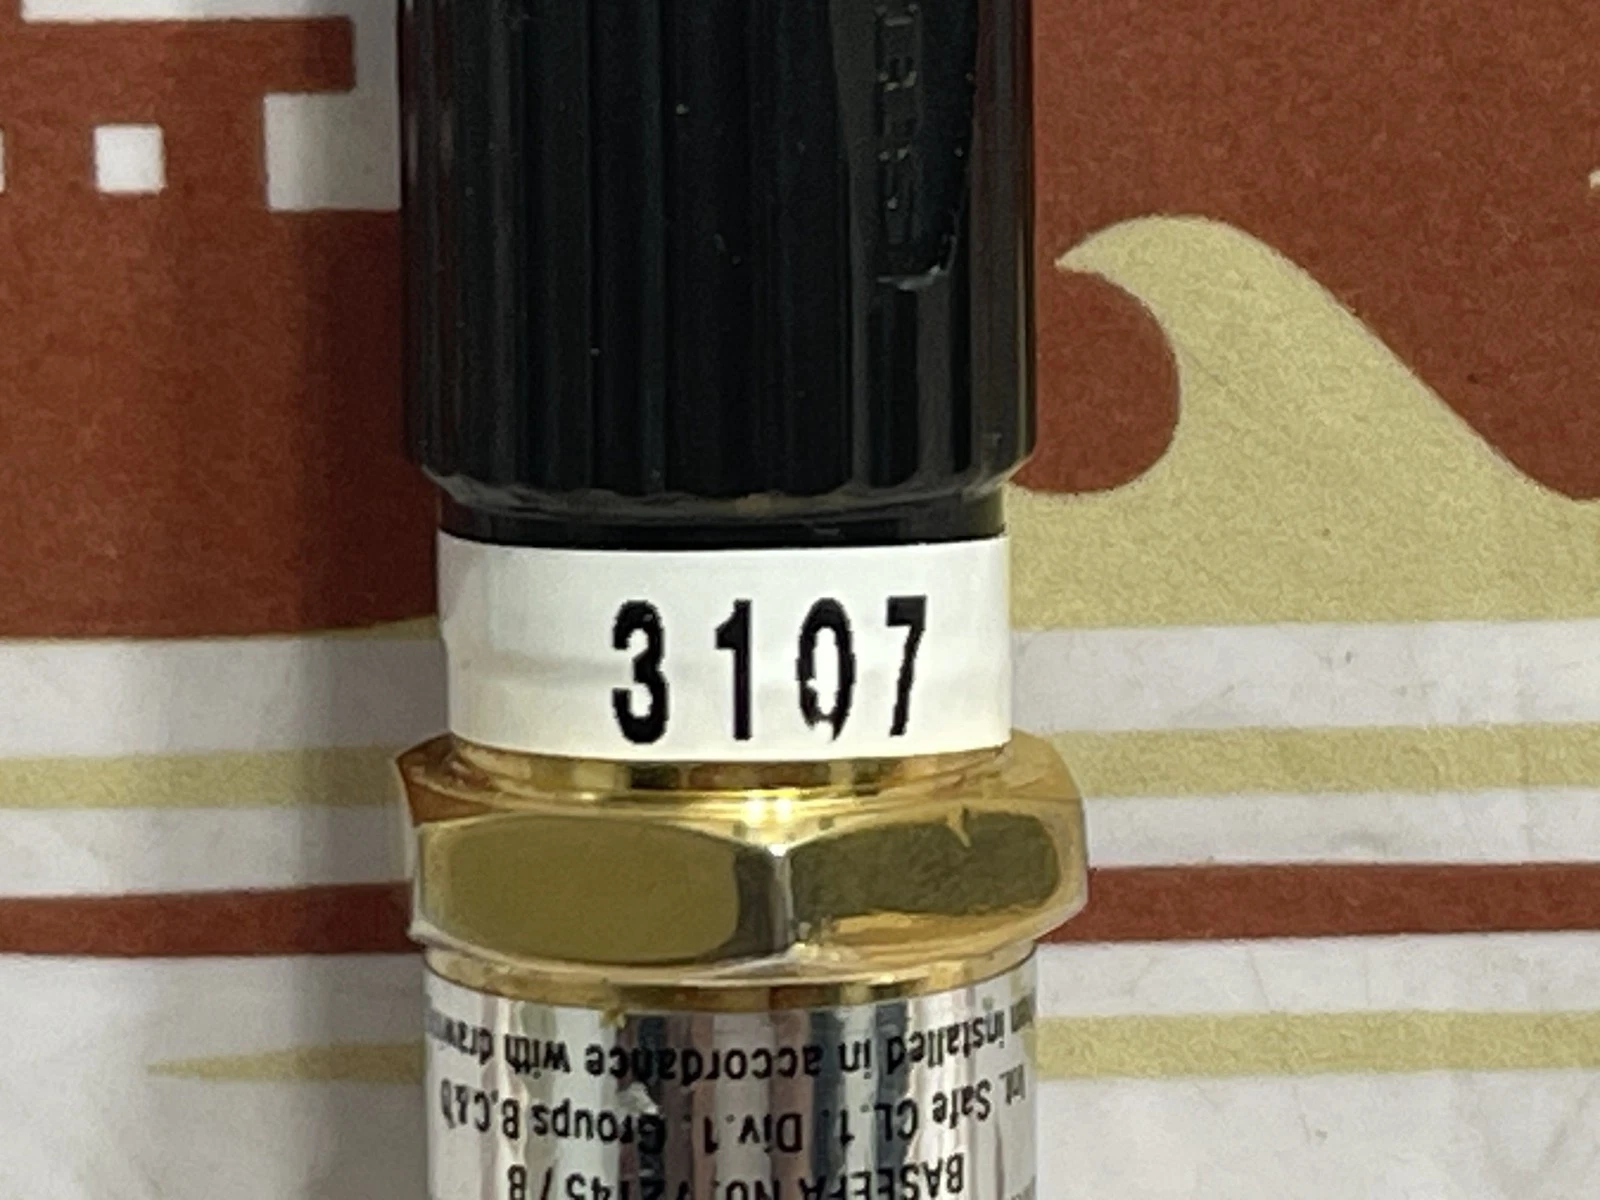 3107
installed in accordance with
Int. Safe CL.1. Div.1. Groups B,C&D
BASEEFA NO.